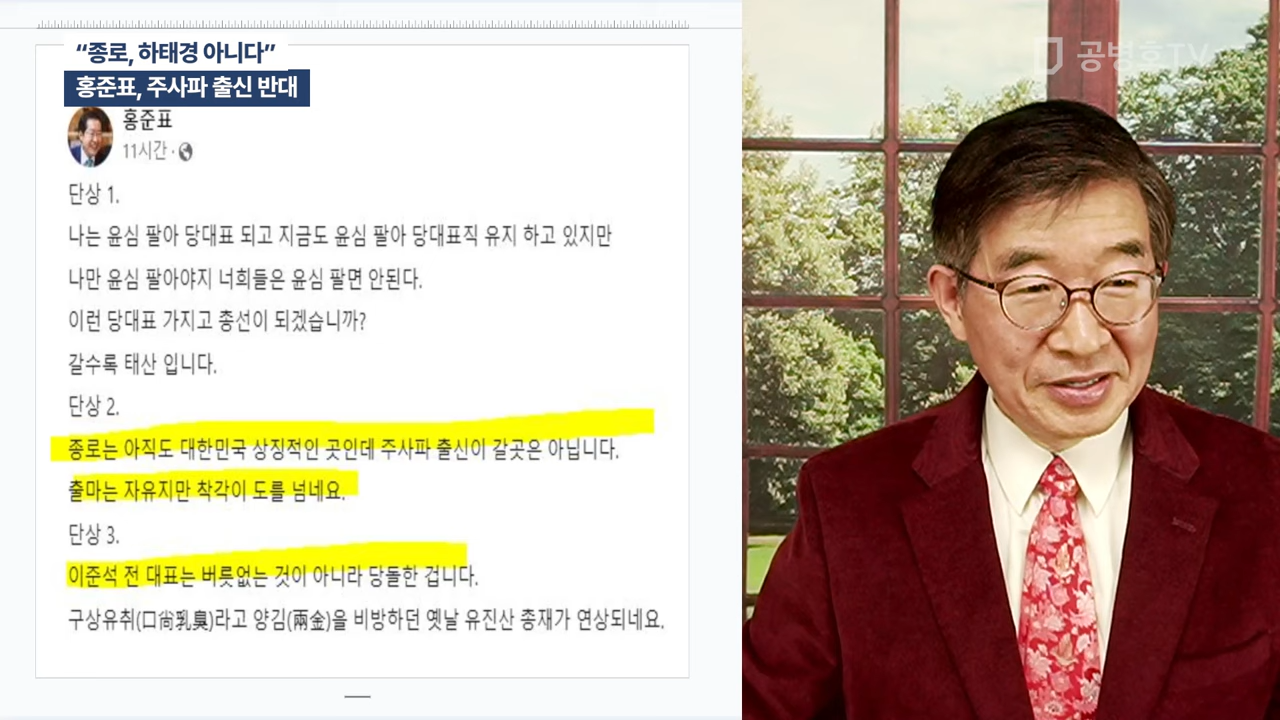 “종로, 하태경 아니다”
홍준표, 주사파 출신 반대
홍준표
11시간 ·
단상 1.
나는 윤심 팔아 당대표 되고 지금도 윤심 팔아 당대표직 유지 하고 있지만
나만 윤심 팔아야지 너희들은 윤심 팔면 안된다.
이런 당대표 가지고 총선이 되겠습니까?
갈수록 태산 입니다.
단상 2.
종로는 아직도 대한민국 상징적인 곳인데 주사파 출신이 갈곳은 아닙니다.
출마는 자유지만 착각이 도를 넘네요.
단상 3.
이준석 전 대표는 버릇없는 것이 아니라 당돌한 겁니다.
구상유취(口尙乳臭)라고 양김(兩金)을 비방하던 옛날 유진산 총재가 연상되네요.
공병호TV